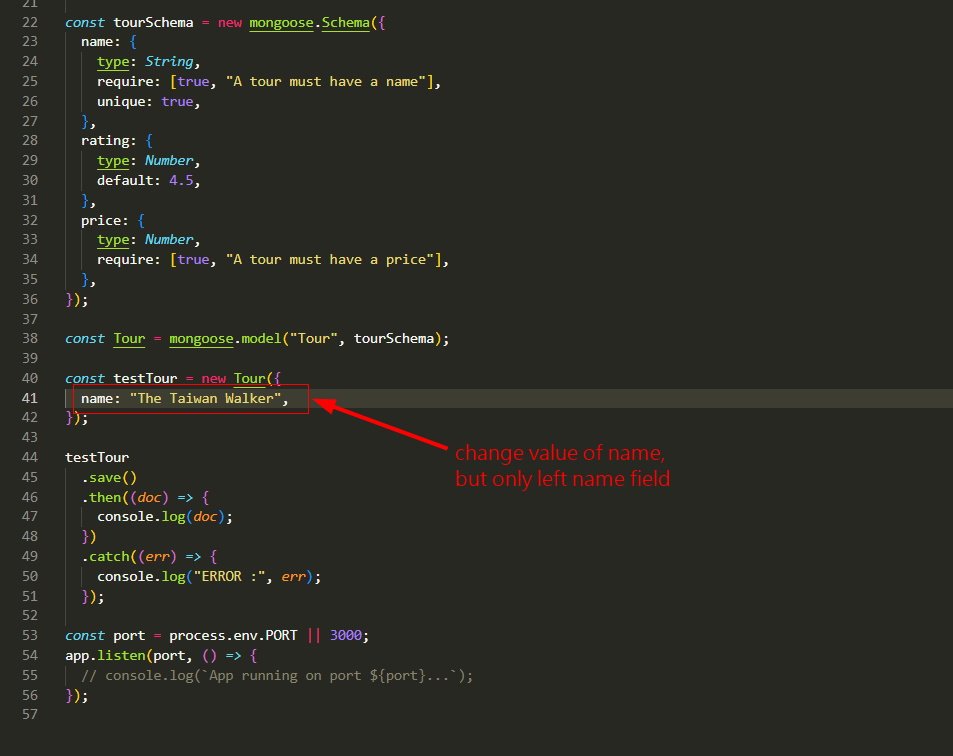 21
22 const tourSchema = new mongoose.Schema({
23 name: {
24 type: String,
25 require: [true, "A tour must have a name"],
26 unique: true,
27 },
28 rating: {
29 type: Number,
30 default: 4.5,
31 },
32 price: {
33 type: Number,
34 require: [true, "A tour must have a price"],
35 },
36 });
37
38 const Tour = mongoose.model("Tour", tourSchema);
39
40 const testTour = new Tour({
41 name: "The Taiwan Walker",
42 });
43
change value of name,
but only left name field
44 testTour
45 .save()
46 .then((doc) => {
47 console.log(doc);
48 })
49 .catch((err) => {
50 console.log("ERROR :", err);
51 });
52
53 const port = process.env.PORT || 3000;
54 app.listen(port, () => {
55 // console.log(`App running on port ${port}...`);
56 });
57